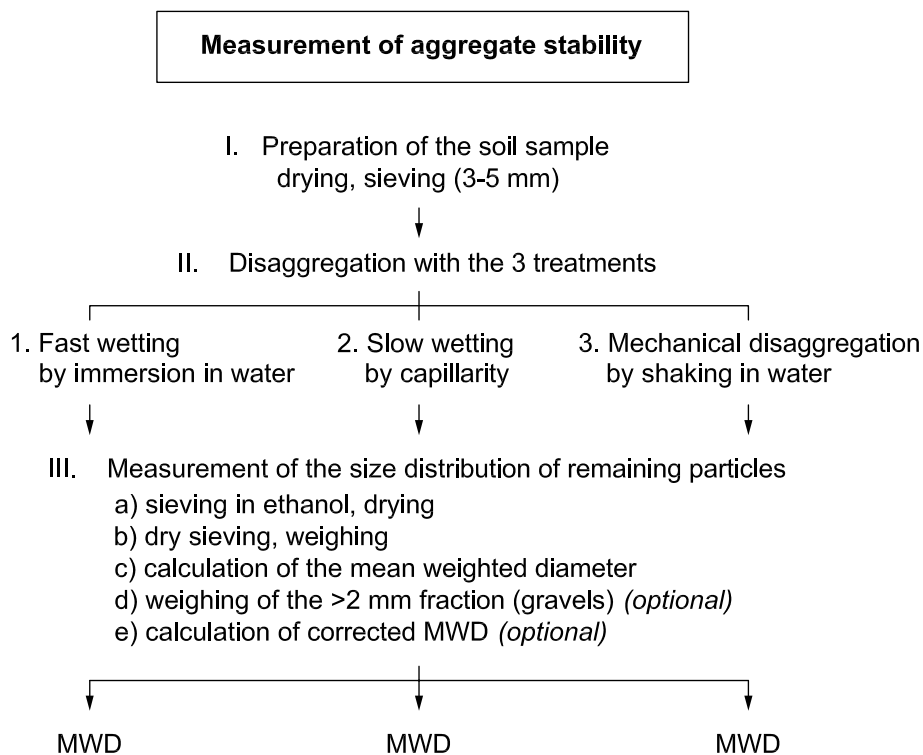 Measurement of aggregate stability
I. Preparation of the soil sample
drying, sieving (3-5 mm)
II. Disaggregation with the 3 treatments
1. Fast wetting
by immersion in water
2. Slow wetting
by capillarity
3. Mechanical disaggregation
by shaking in water
III. Measurement of the size distribution of remaining particles
a) sieving in ethanol, drying
b) dry sieving, weighing
c) calculation of the mean weighted diameter
d) weighing of the >2 mm fraction (gravels) (optional)
e) calculation of corrected MWD (optional)
MWD MWD MWD